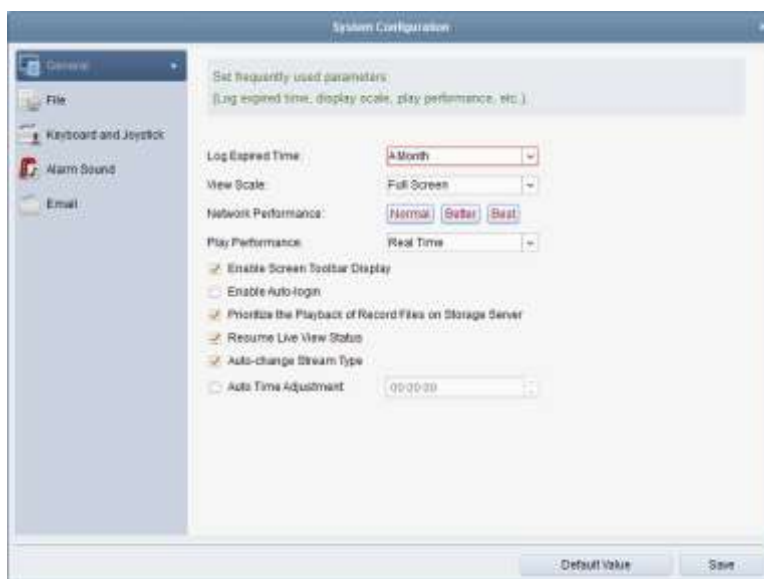 System Configuration
General
File
Keyboard and Joystick
Alarm Sound
Email
Set frequently used parameters
(Log expired time, display scale, play performance, etc.)
Log Expired Time: A Month
View Scale: Full Screen
Network Performance: Normal Better Best
Play Performance: Real Time
Enable Screen Toolbar Display
Enable Auto-login
Prioritize the Playback of Record Files on Storage Server
Resume Live View Status
Auto-change Stream Type
Auto Time Adjustment 00:00:00
Default Value Save